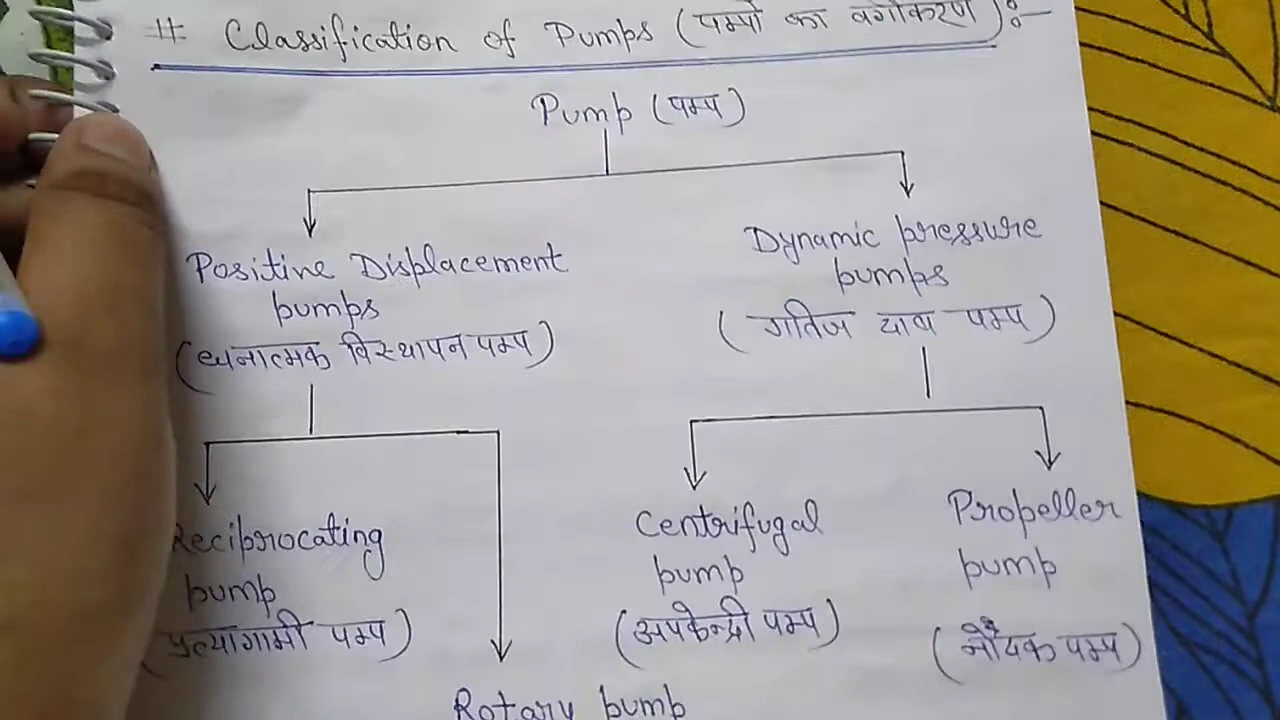 # Classification of Pumps (पम्पों का वर्गीकरण):-
Pump (पम्प)
Positive Displacement
pumps
(धनात्मक विस्थापन पम्प)
Dynamic pressure
pumps
(गतिज दाब पम्प)
Reciprocating
pump
(प्रत्यागामी पम्प)
Centrifugal
pump
(अपकेन्द्री पम्प)
Propeller
pump
पम्प)
Rotary pump